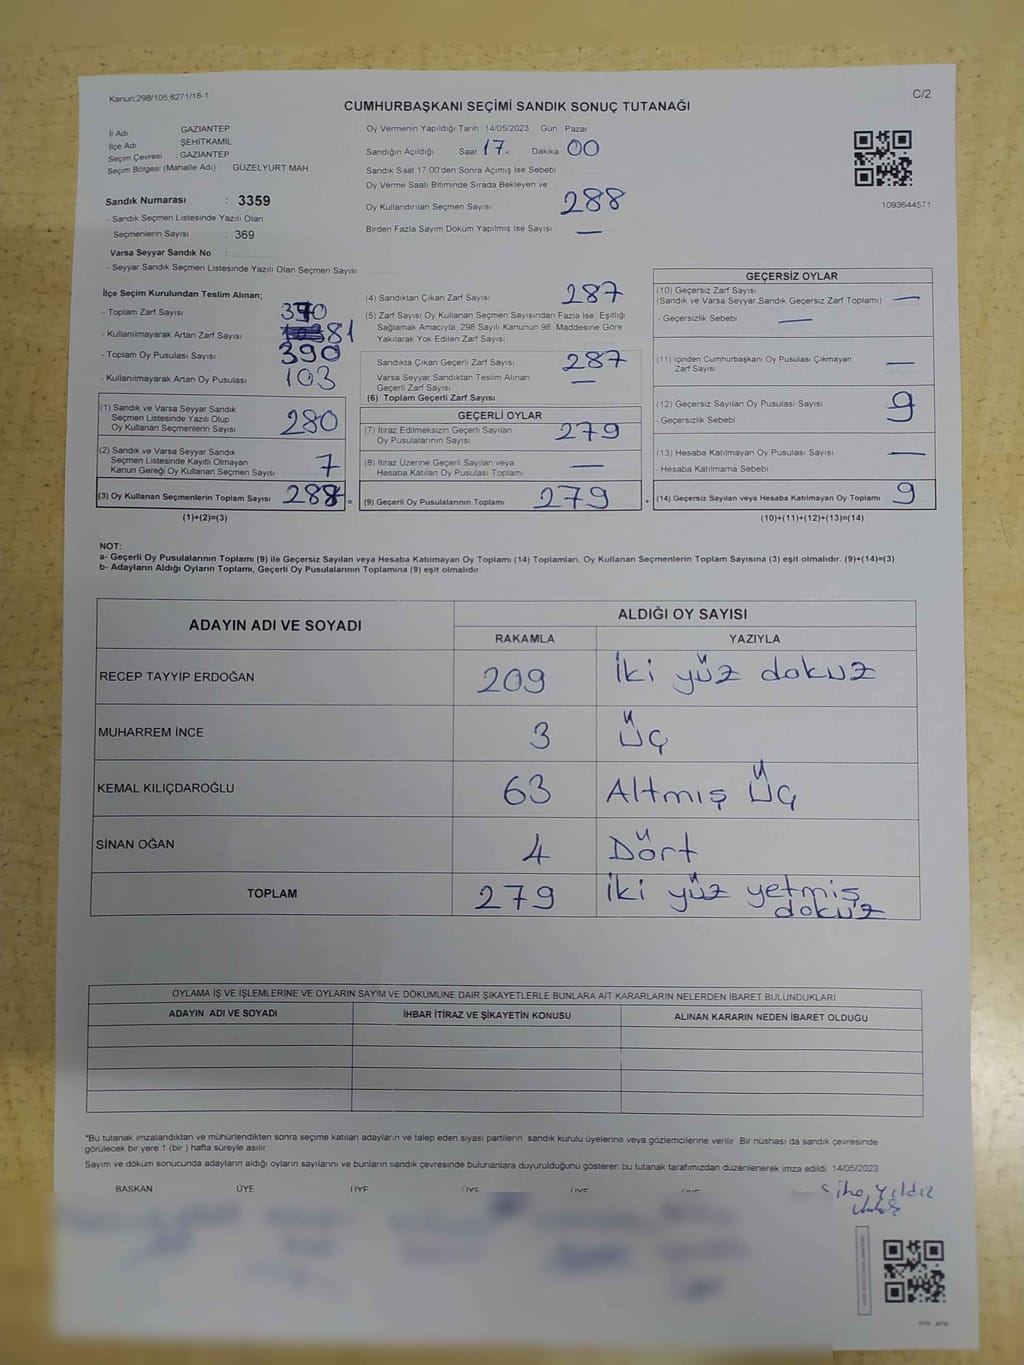 Kanun:298/105;6271/18-1
C/2
CUMHURBAŞKANI SEÇİMİ SANDIK SONUÇ TUTANAĞI
İl Adı GAZIANTEP
İlçe Adı ŞEHİTKAMİL
Seçim Çevresi : GAZIANTEP
Seçim Bölgesi (Mahalle Adı) GÜZELYURT MAH
Sandık Numarası : 3359
- Sandık Seçmen Listesinde Yazılı Olan
Seçmenlerin Sayısı : 369
Varsa Seyyar Sandık No :
- Seyyar Sandık Seçmen Listesinde Yazılı Olan Seçmen Sayısı
Oy Vermenin Yapıldığı Tarih 14/05/2023 Gün Pazar
Sandığın Açıldığı Saat 17. Dakika 00
Sandık Saat 17:00'den Sonra Açımış İse Sebebi
Oy Verme Saati Bitiminde Sırada Bekleyen ve
Oy Kullandırılan Seçmen Sayısı 288
Birden Fazla Sayım Döküm Yapılmış İse Sayısı —
1093644571
İlçe Seçim Kurulundan Teslim Alınan;
- Toplam Zarf Sayısı
- Kullanılmayarak Artan Zarf Sayısı 81
- Toplam Oy Pusulası Sayısı 390
- Kullanılmayarak Artan Oy Pusulası 103
(1) Sandık ve Varsa Seyyar Sandık
Seçmen Listesinde Yazılı Olup
Oy Kullanan Seçmenlerin Sayısı 280
(2) Sandık ve Varsa Seyyar Sandık
Seçmen Listesinde Kayıtlı Olmayan
Kanun Gereği Oy Kullanan Seçmen Sayısı 7
(3) Oy Kullanan Seçmenlerin Toplam Sayısı =
(1)+(2)=(3)
(4) Sandıktan Çıkan Zarf Sayısı 287
(5) Zarf Sayısı Oy Kullanan Seçmen Sayısından Fazla İse, Eşitliği
Sağlamak Amacıyla; 298 Sayılı Kanunun 98. Maddesine Göre
Yakılarak Yok Edilen Zarf Sayısı
Sandıkta Çıkan Geçerli Zarf Sayısı 287
Varsa Seyyar Sandıktan Teslim Alınan —
Geçerli Zarf Sayısı
(6) Toplam Geçerli Zarf Sayısı
GEÇERLİ OYLAR
(7) İtiraz Edilmeksizin Geçerli Sayılan
Oy Pusulalarının Sayısı 279
(8) İtiraz Üzerine Geçerli Sayılan veya —
Hesaba Katılan Oy Pusulası Toplamı
(9) Geçerli Oy Pusulalarının Toplamı 279 +
GEÇERSİZ OYLAR
(10) Geçersiz Zarf Sayısı
(Sandık ve Varsa Seyyar Sandık Geçersiz Zarf Toplamı) —
- Geçersizlik Sebebi —
(11) İçinden Cumhurbaşkanı Oy Pusulası Çıkmayan
Zarf Sayısı —
(12) Geçersiz Sayılan Oy Pusulası Sayısı 9
- Geçersizlik Sebebi
(13) Hesaba Katılmayan Oy Pusulası Sayısı —
- Hesaba Katılmama Sebebi
(14) Geçersiz Sayılan veya Hesaba Katılmayan Oy Toplamı 9
(10)+(11)+(12)+(13)=(14)
NOT:
a- Geçerli Oy Pusulalarının Toplamı (9) ile Geçersiz Sayılan veya Hesaba Katılmayan Oy Toplamı (14) Toplamları, Oy Kullanan Seçmenlerin Toplam Sayısına (3) eşit olmalıdır. (9)+(14)=(3)
b- Adayların Aldığı Oyların Toplamı, Geçerli Oy Pusulalarının Toplamına (9) eşit olmalıdır.
ADAYIN ADI VE SOYADI ALDIĞI OY SAYISI
RAKAMLA YAZIYLA
RECEP TAYYİP ERDOĞAN 209 İki yüz dokuz
MUHARREM İNCE 3 Üç
KEMAL KILIÇDAROĞLU 63 Altmış Üç
SİNAN OĞAN 4 Dört
TOPLAM 279 İki yüz yetmiş
dokuz
OYLAMA İŞ VE İŞLEMLERİNE VE OYLARIN SAYIM VE DÖKÜMÜNE DAİR ŞİKAYETLERLE BUNLARA AİT KARARLARIN NELERDEN İBARET BULUNDUKLARI
ADAYIN ADI VE SOYADI İHBAR İTİRAZ VE ŞİKAYETİN KONUSU ALINAN KARARIN NEDEN İBARET OLDUĞU
*Bu tutanak imzalandıktan ve mühürlendikten sonra seçime katılan adayların ve talep eden siyasi partilerin sandık kurulu üyelerine veya gözlemcilerine verilir. Bir nüshası da sandık çevresinde
görülecek bir yere 1 (bir ) hafta süreyle asılır.
Sayım ve döküm sonucunda adayların aldığı oyların sayılarını ve bunların sandık çevresinde bulunanlara duyurulduğunu gösteren bu tutanak tarafımızdan düzenlenerek imza edildi. 14/05/2023
BAŞKAN ÜYE ÜYE ÜYE ÜYE ÜYE
yıldız